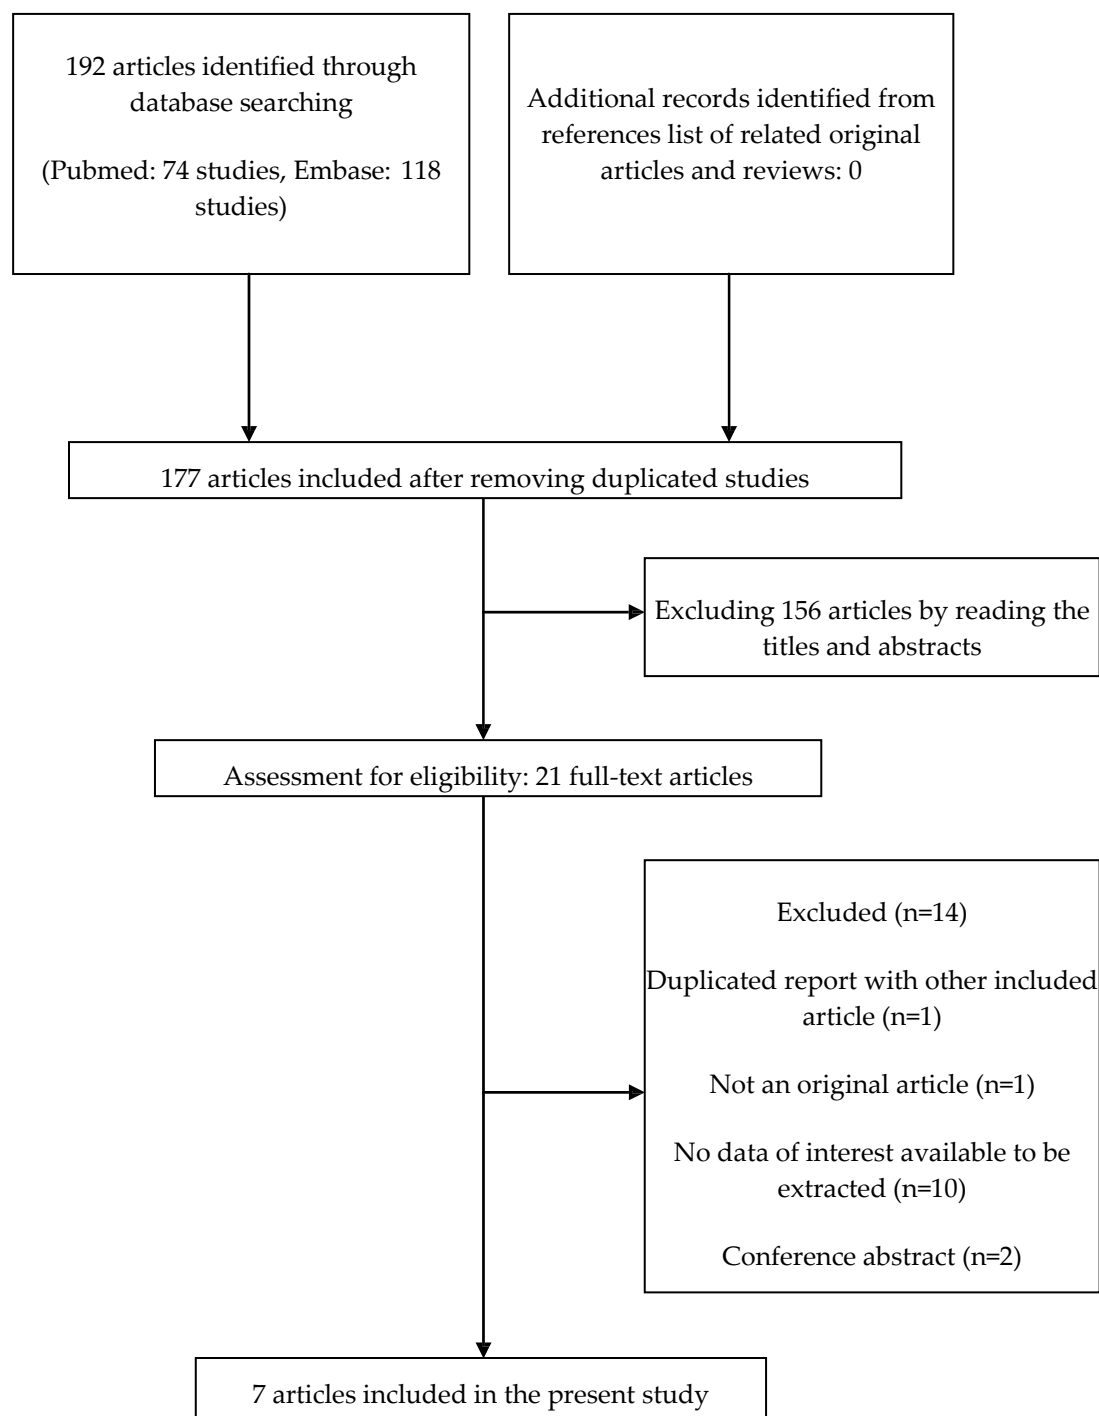 192 articles identified through
database searching
(Pubmed: 74 studies, Embase: 118
studies)
Additional records identified from
references list of related original
articles and reviews: 0
177 articles included after removing duplicated studies
Excluding 156 articles by reading the
titles and abstracts
Assessment for eligibility: 21 full-text articles
Excluded (n=14)
Duplicated report with other included
article (n=1)
Not an original article (n=1)
No data of interest available to be
extracted (n=10)
Conference abstract (n=2)
7 articles included in the present study